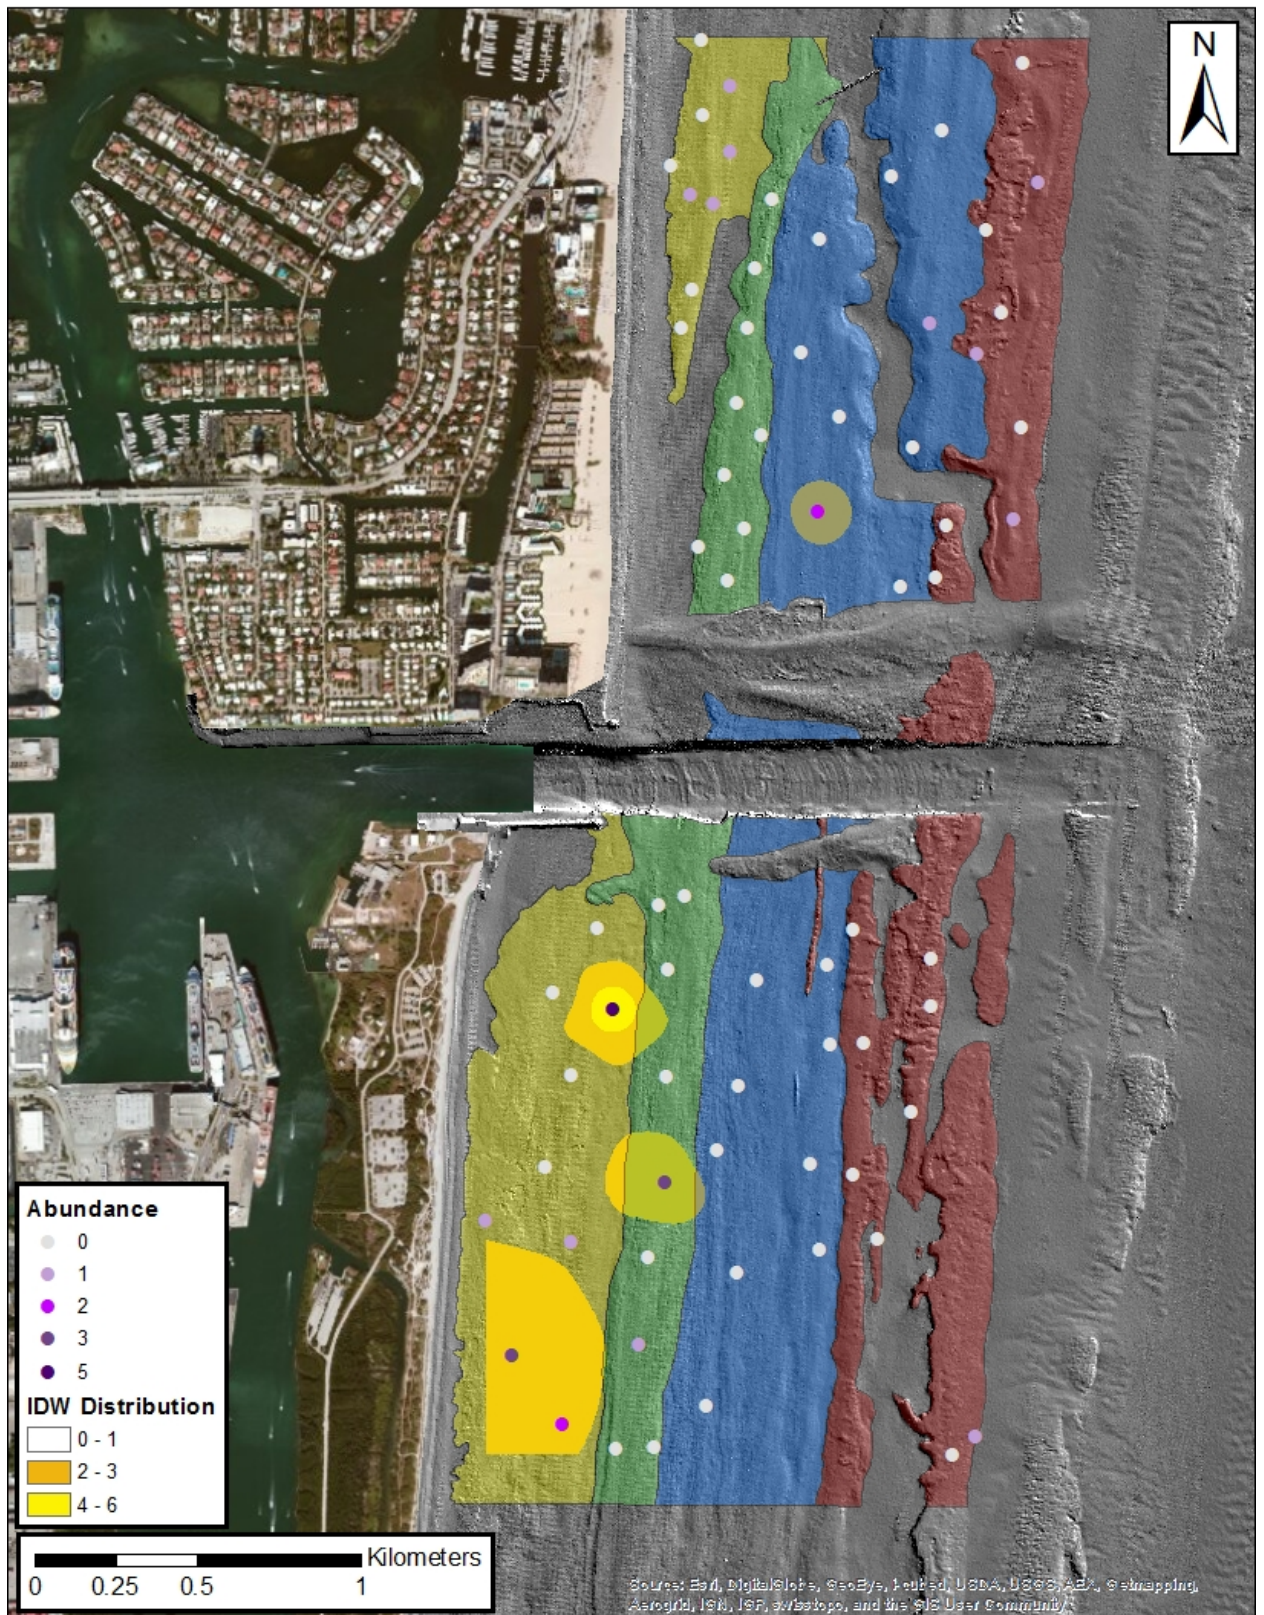 N
Abundance
0
1
2
3
5
IDW Distribution
0 - 1
2 - 3
4 - 6
Kilometers
0 0.25 0.5 1
Source: Esri, DigitalGlobe, GeoEye, i-cubed, USDA, USGS, AEX, Getmapping,
Aerogrid, IGN, IGP, swisstopo, and the GIS User Community